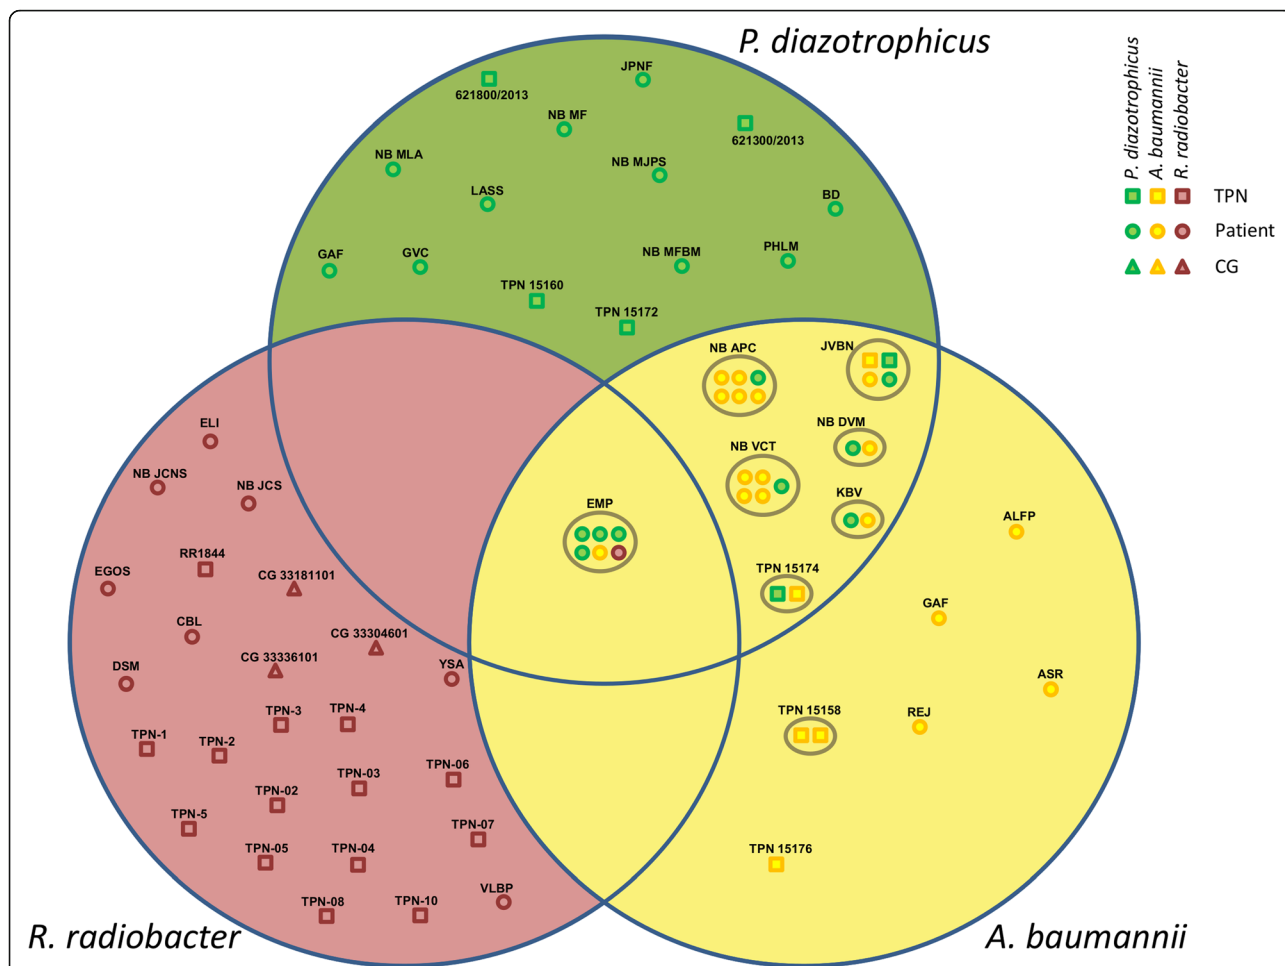 P. diazotrophicus
P. diazotrophicus
A. baumannii
R. radiobacter
TPN
Patient
CG
JPNF
621800/2013
NB MF
621300/2013
NB MLA
NB MJPS
LASS
BD
GAF
GVC
NB MFBM
PHLM
TPN 15160
TPN 15172
NB APC
JVBN
NB DVM
NB VCT
KBV
EMP
TPN 15174
ELI
NB JCNS
NB JCS
RR1844
EGOS
CG 33181101
CBL
CG 33304601
CG 33336101
DSM
YSA
TPN-3
TPN-4
TPN-1
TPN-2
TPN-03
TPN-06
TPN-02
TPN-5
TPN-07
TPN-05
TPN-04
TPN-08
TPN-10
VLBP
ALFP
GAF
ASR
REJ
TPN 15158
TPN 15176
R. radiobacter
A. baumannii